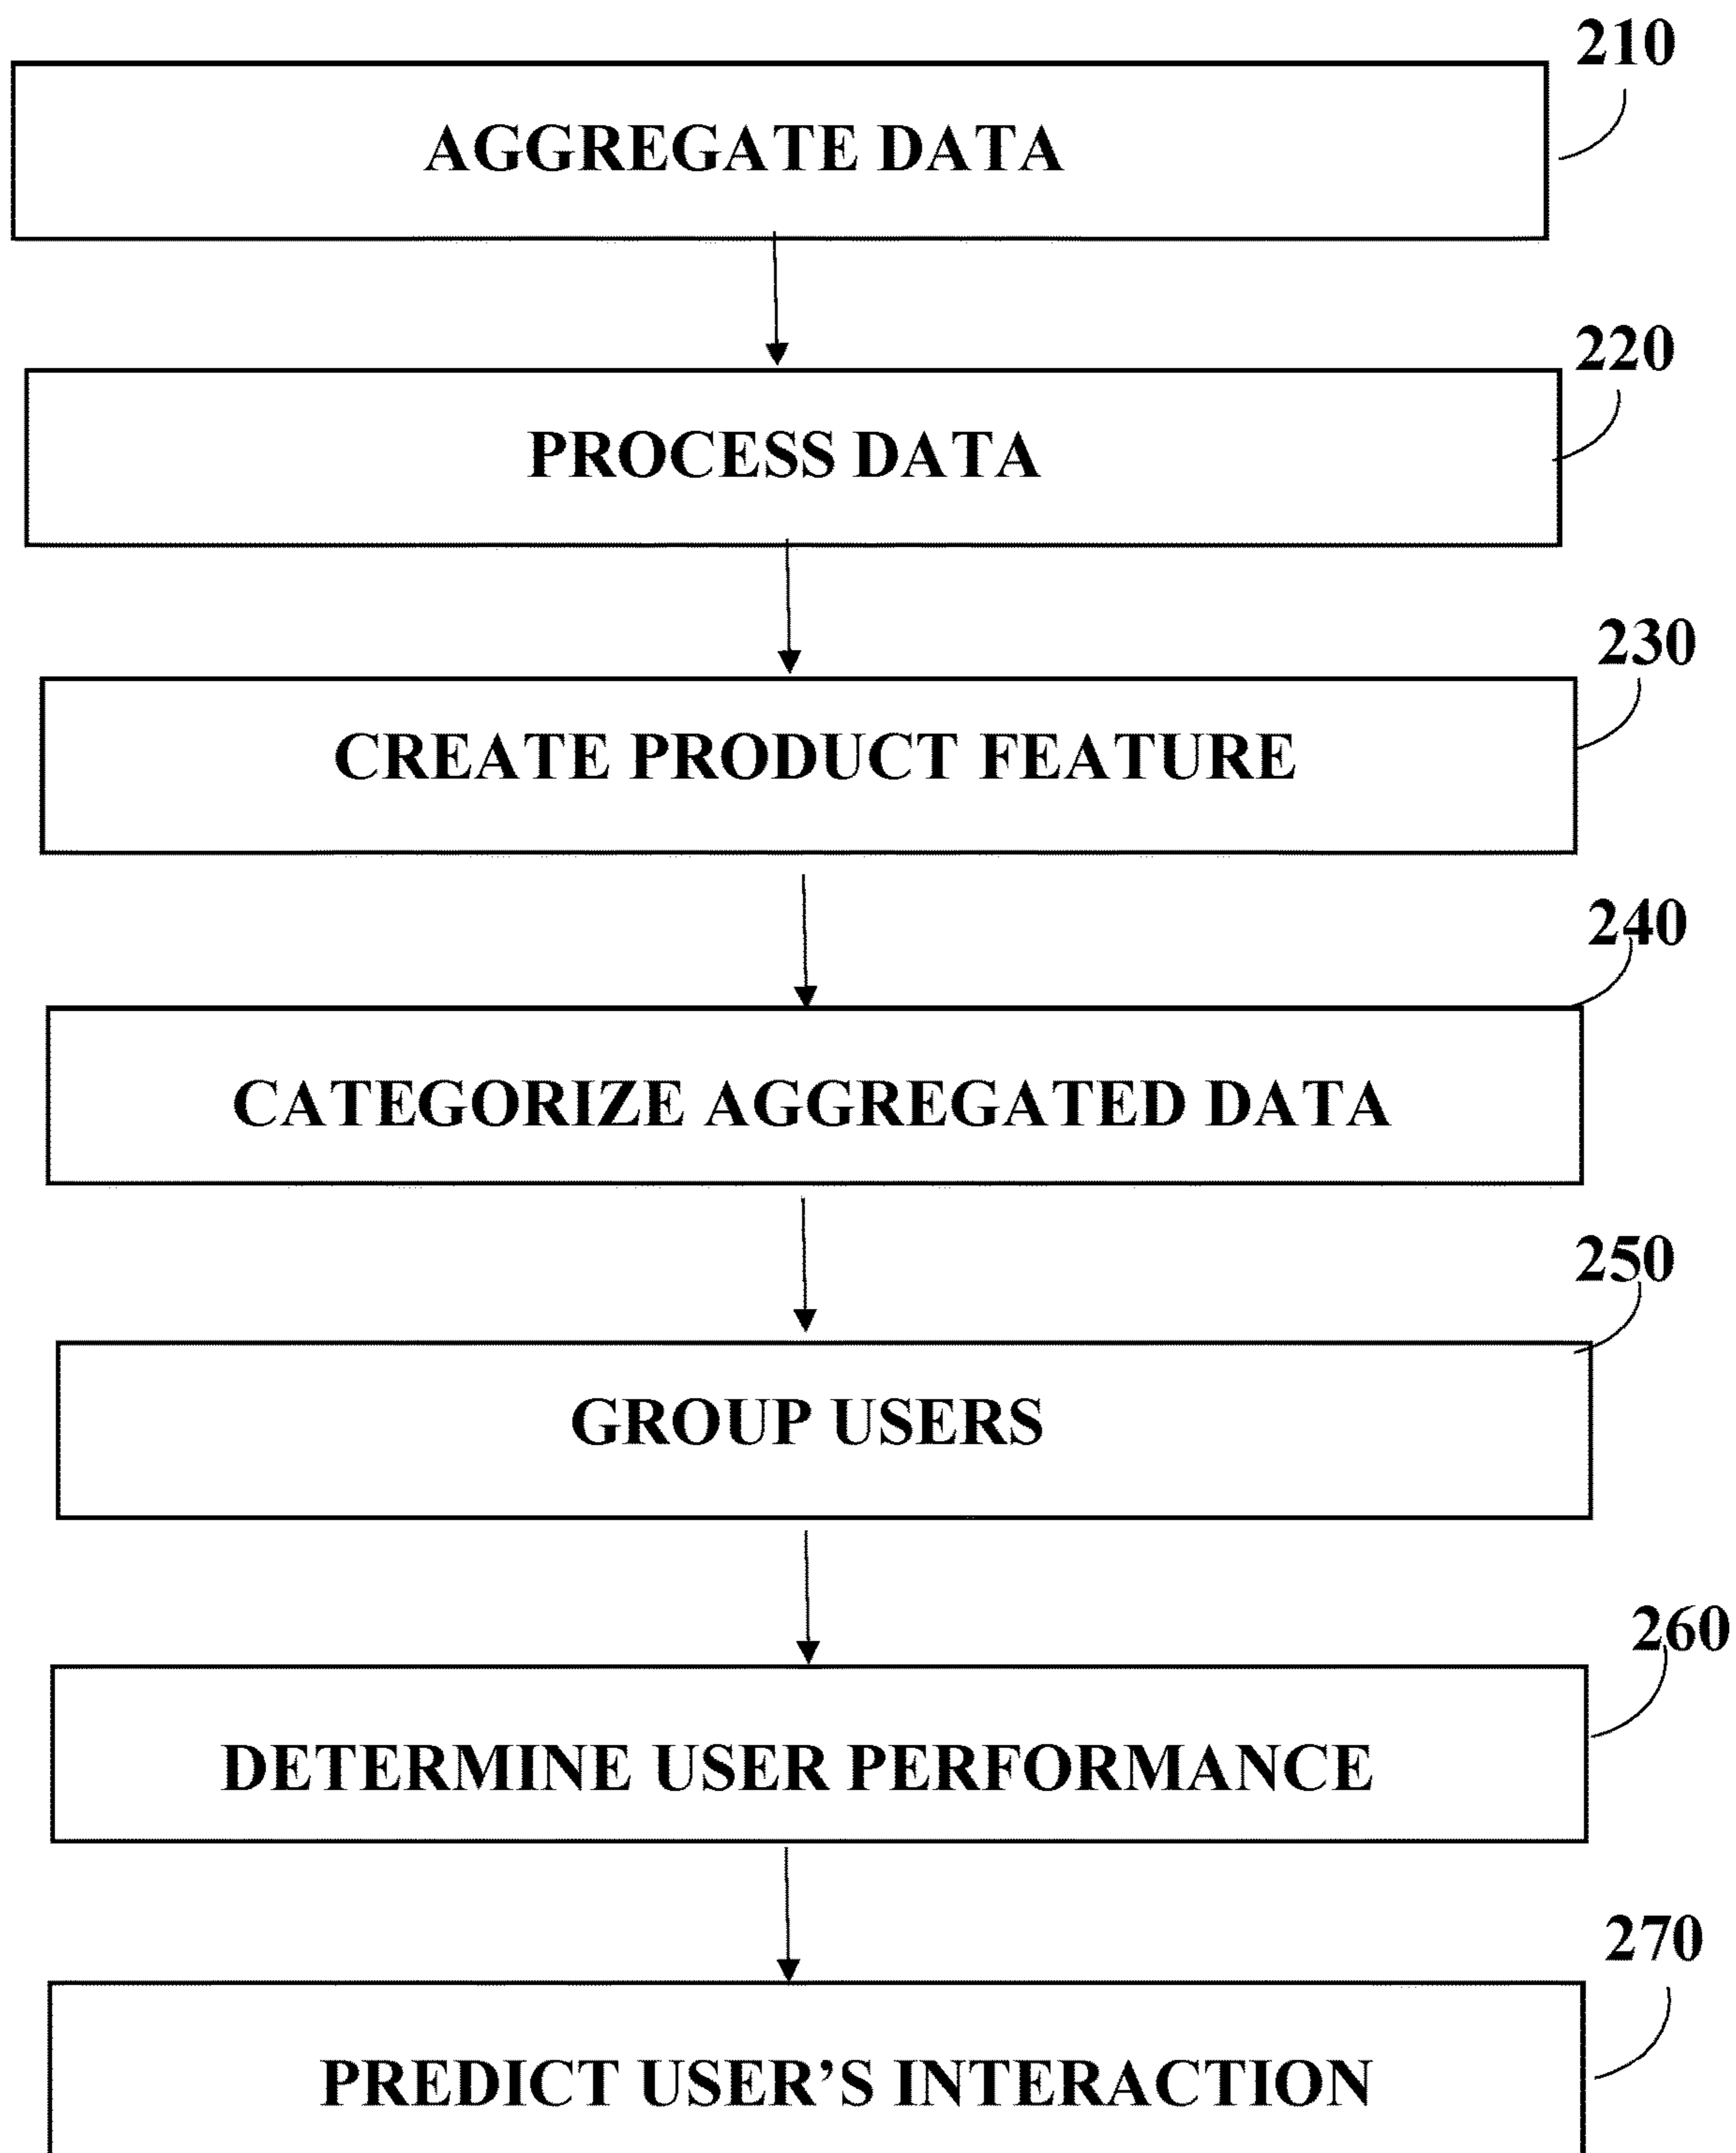 210
AGGREGATE DATA
220
PROCESS DATA
230
CREATE PRODUCT FEATURE
240
CATEGORIZE AGGREGATED DATA
250
GROUP USERS
260
DETERMINE USER PERFORMANCE
270
PREDICT USER’S INTERACTION